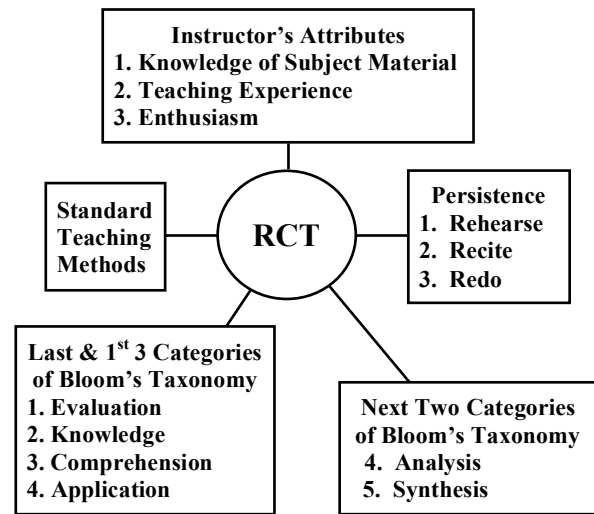 Instructor’s Attributes
1. Knowledge of Subject Material
2. Teaching Experience
3. Enthusiasm
Standard
Teaching
Methods
RCT
Persistence
1. Rehearse
2. Recite
3. Redo
Last & 1st 3 Categories
of Bloom’s Taxonomy
1. Evaluation
2. Knowledge
3. Comprehension
4. Application
Next Two Categories
of Bloom’s Taxonomy
4. Analysis
5. Synthesis